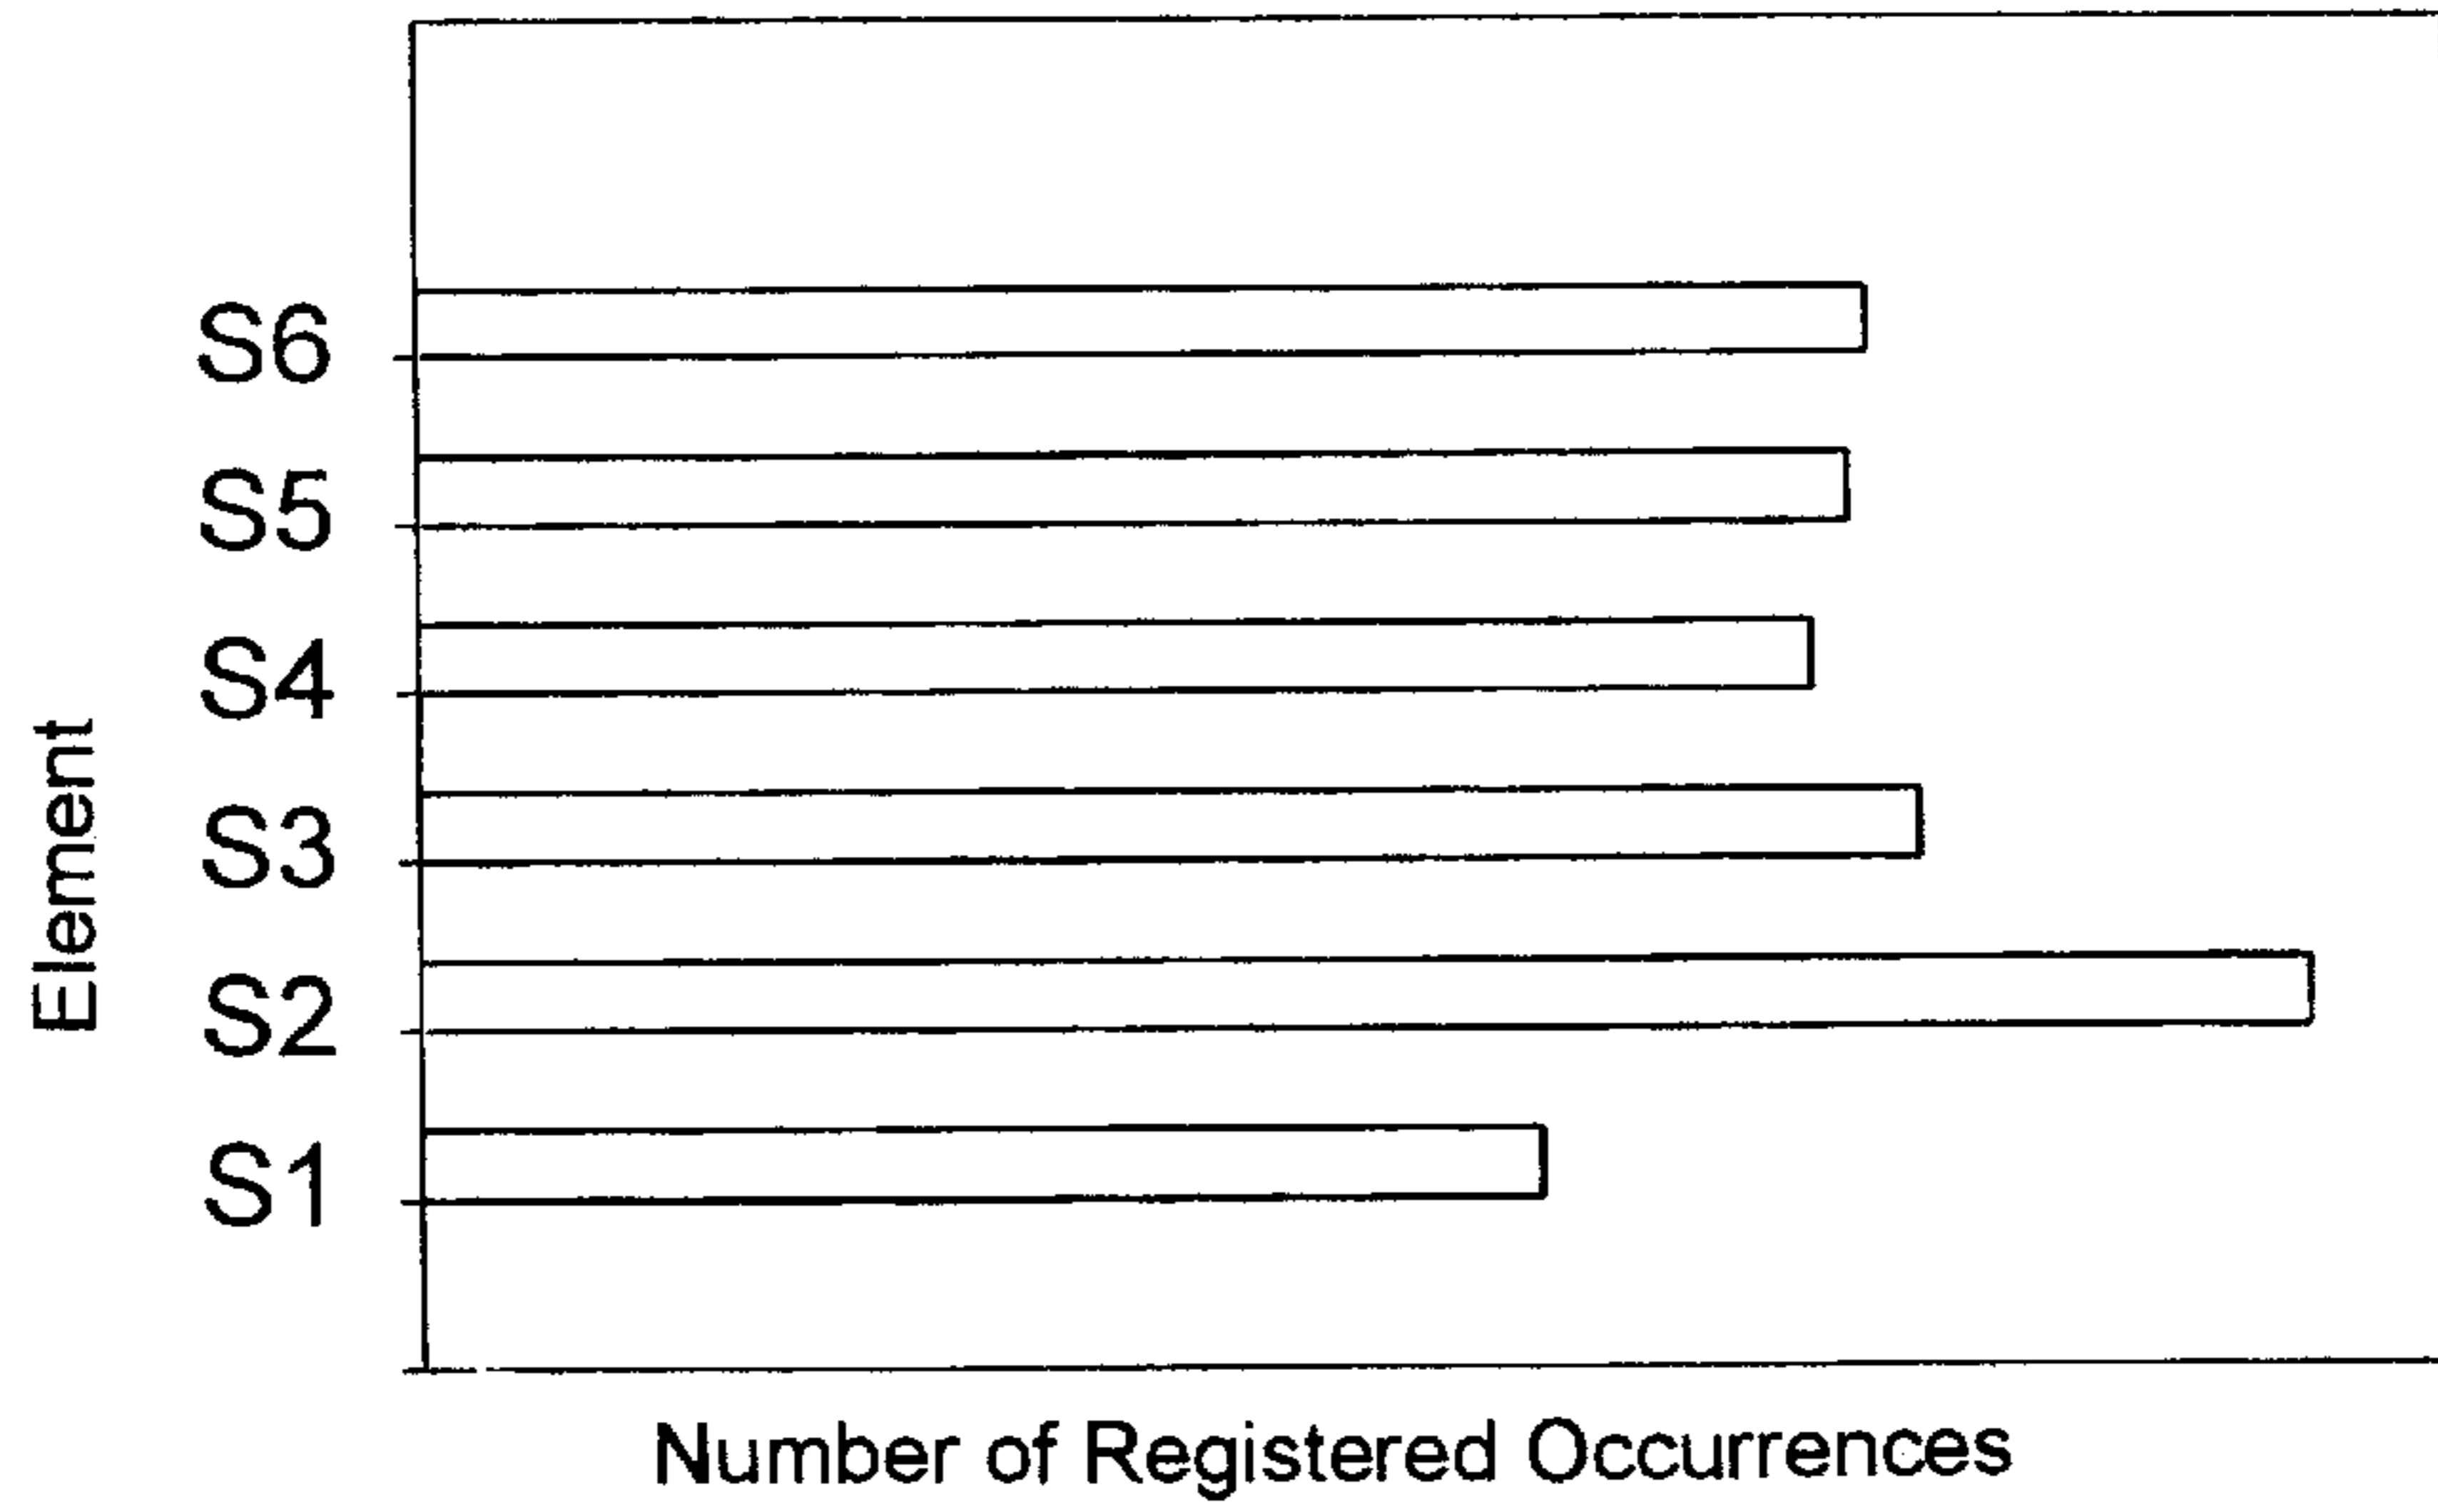 S6
S5
S4
S3
S2
S1
Element
Number of Registered Occurrences